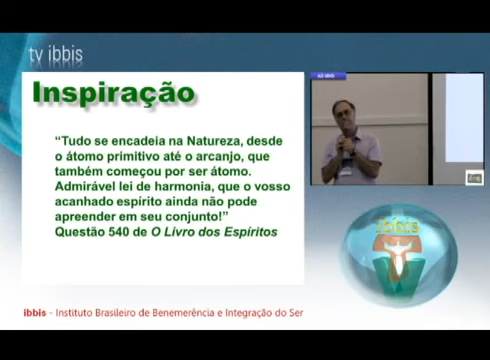 tv ibbis
Inspiração
AO VIVO
“Tudo se encadeia na Natureza, desde
o átomo primitivo até o arcanjo, que
também começou por ser átomo.
Admirável lei de harmonia, que o vosso
acanhado espírito ainda não pode
apreender em seu conjunto!”
Questão 540 de O Livro dos Espíritos
ibbis
ibbis - Instituto Brasileiro de Benemerência e Integração do Ser